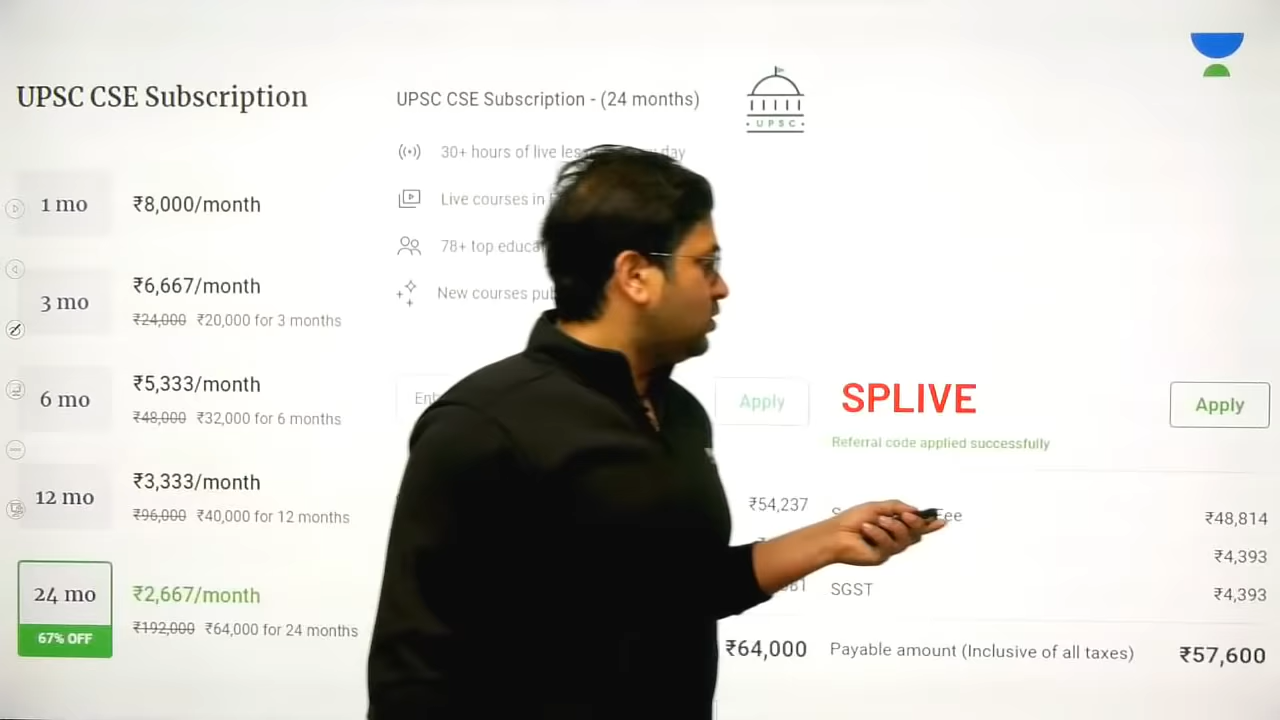 UPSC CSE Subscription
1 mo
₹8,000/month
3 mo
₹6,667/month
₹24,000 ₹20,000 for 3 months
6 mo
₹5,333/month
₹48,000 ₹32,000 for 6 months
12 mo
₹3,333/month
₹96,000 ₹40,000 for 12 months
24 mo
67% OFF
₹2,667/month
₹192,000 ₹64,000 for 24 months
UPSC CSE Subscription - (24 months)
UPSC
30+ hours of live day
Live courses in
78+ top
New courses
Apply
₹54,237
₹64,000
SPLIVE
Apply
Referral code applied successfully
Fee ₹48,814
₹4,393
SGST ₹4,393
Payable amount (Inclusive of all taxes) ₹57,600